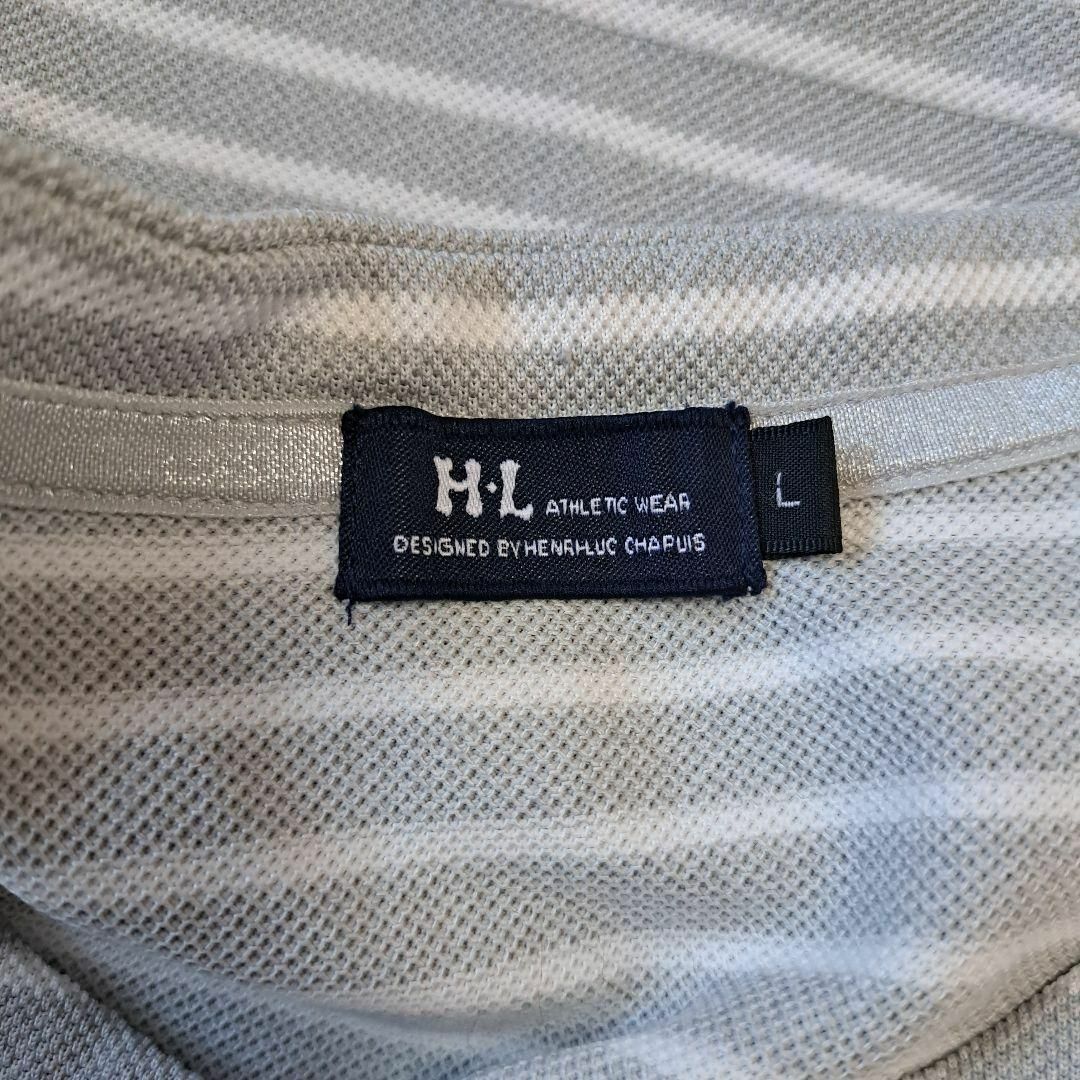 H·L ATHLETIC WEAR
DESIGNED BY HENRI-LUC CHAPUIS
L